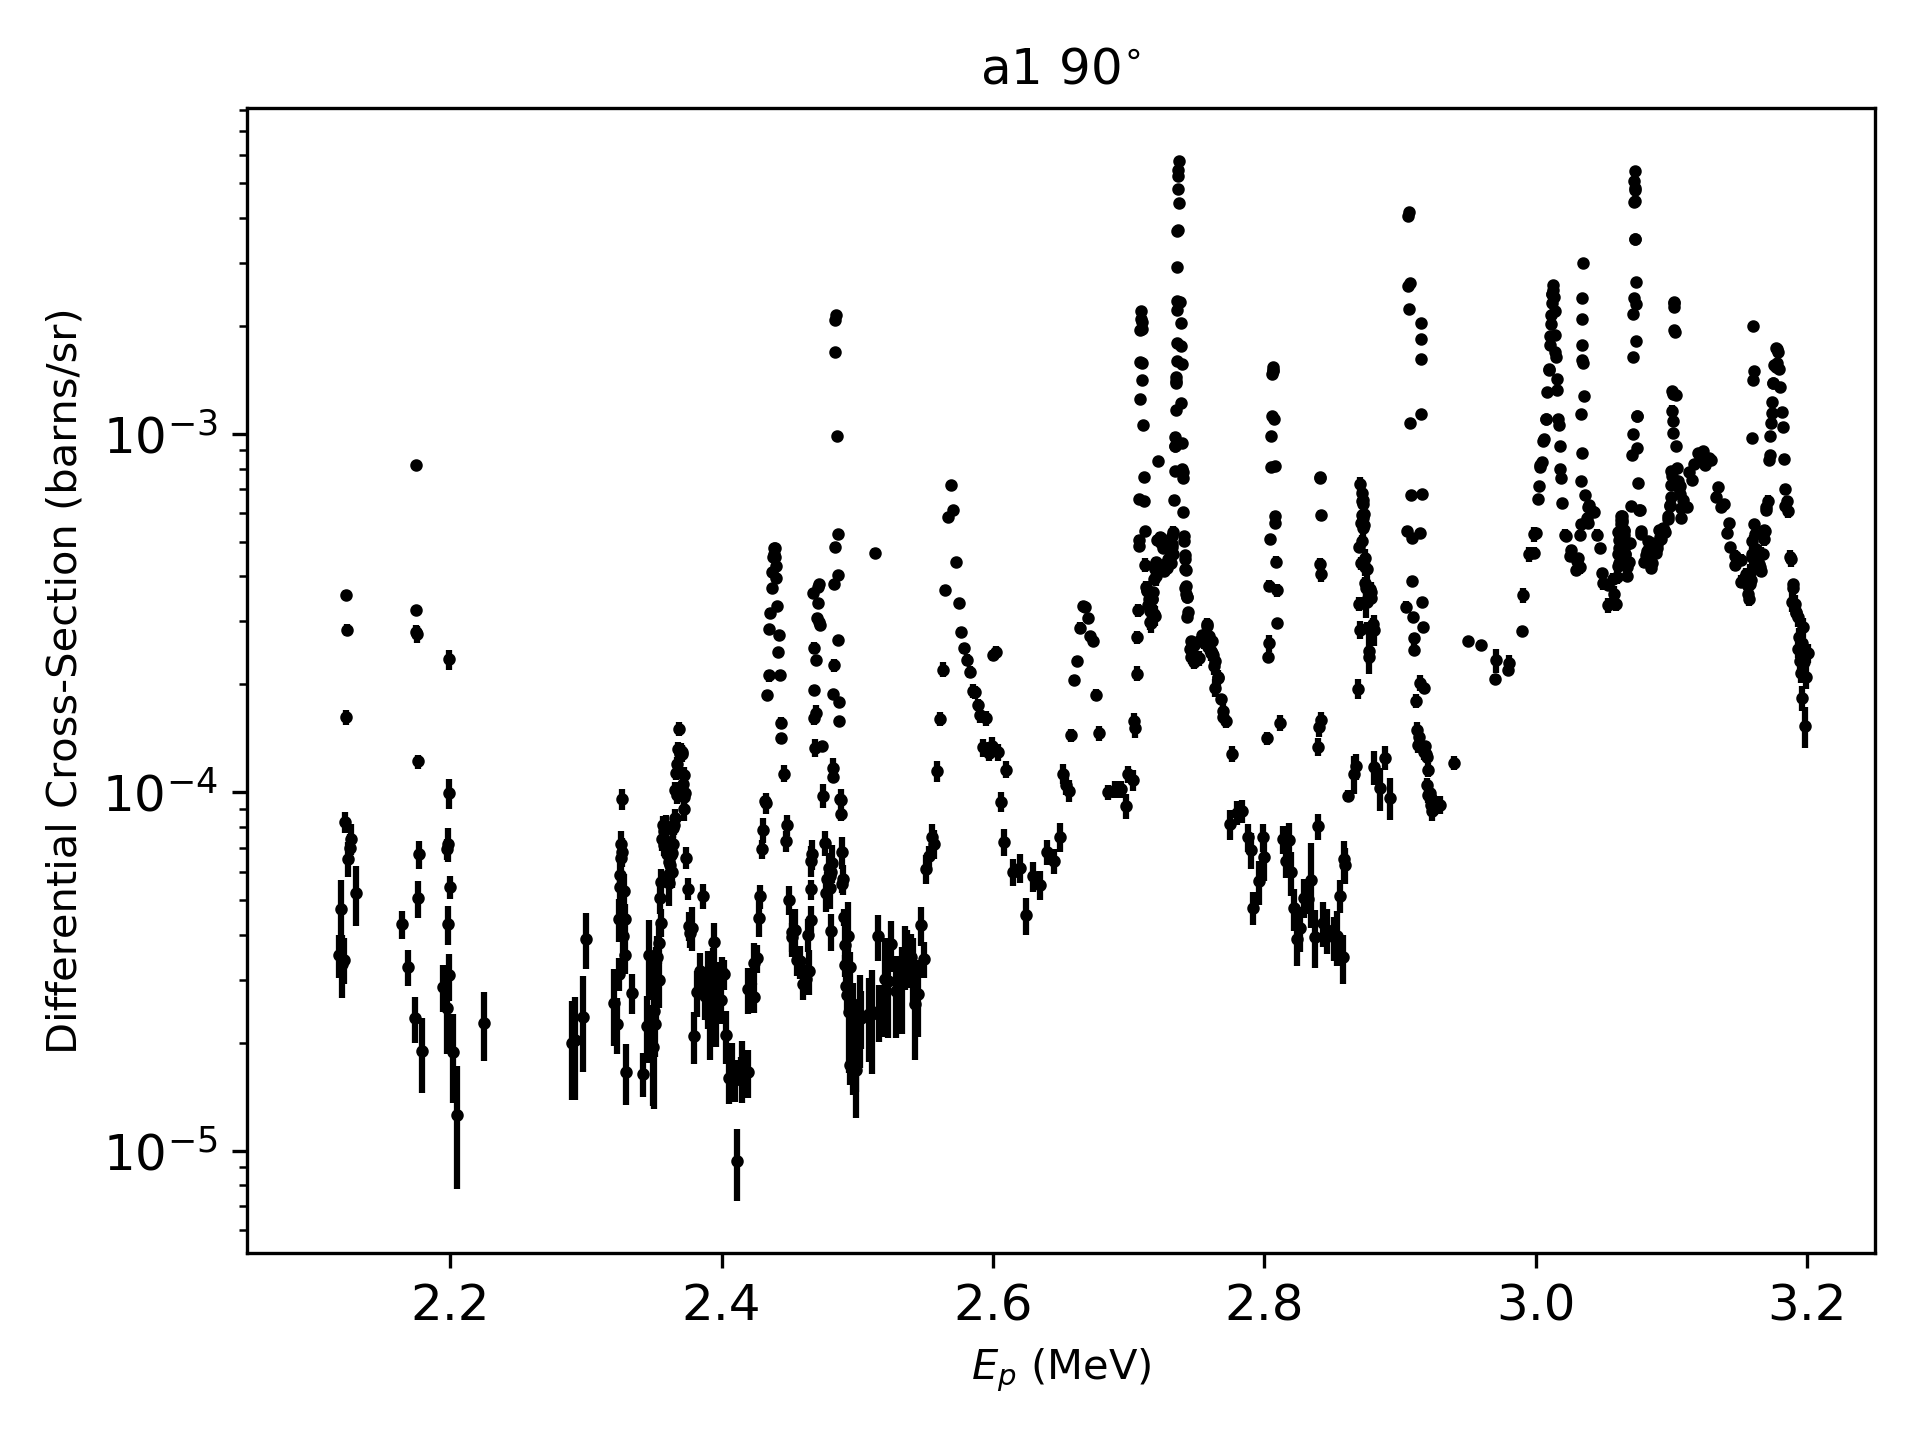 a1 90°
Differential Cross-Section (barns/sr)
10⁻³
10⁻⁴
10⁻⁵
2.2 2.4 2.6 2.8 3.0 3.2
Eₚ (MeV)